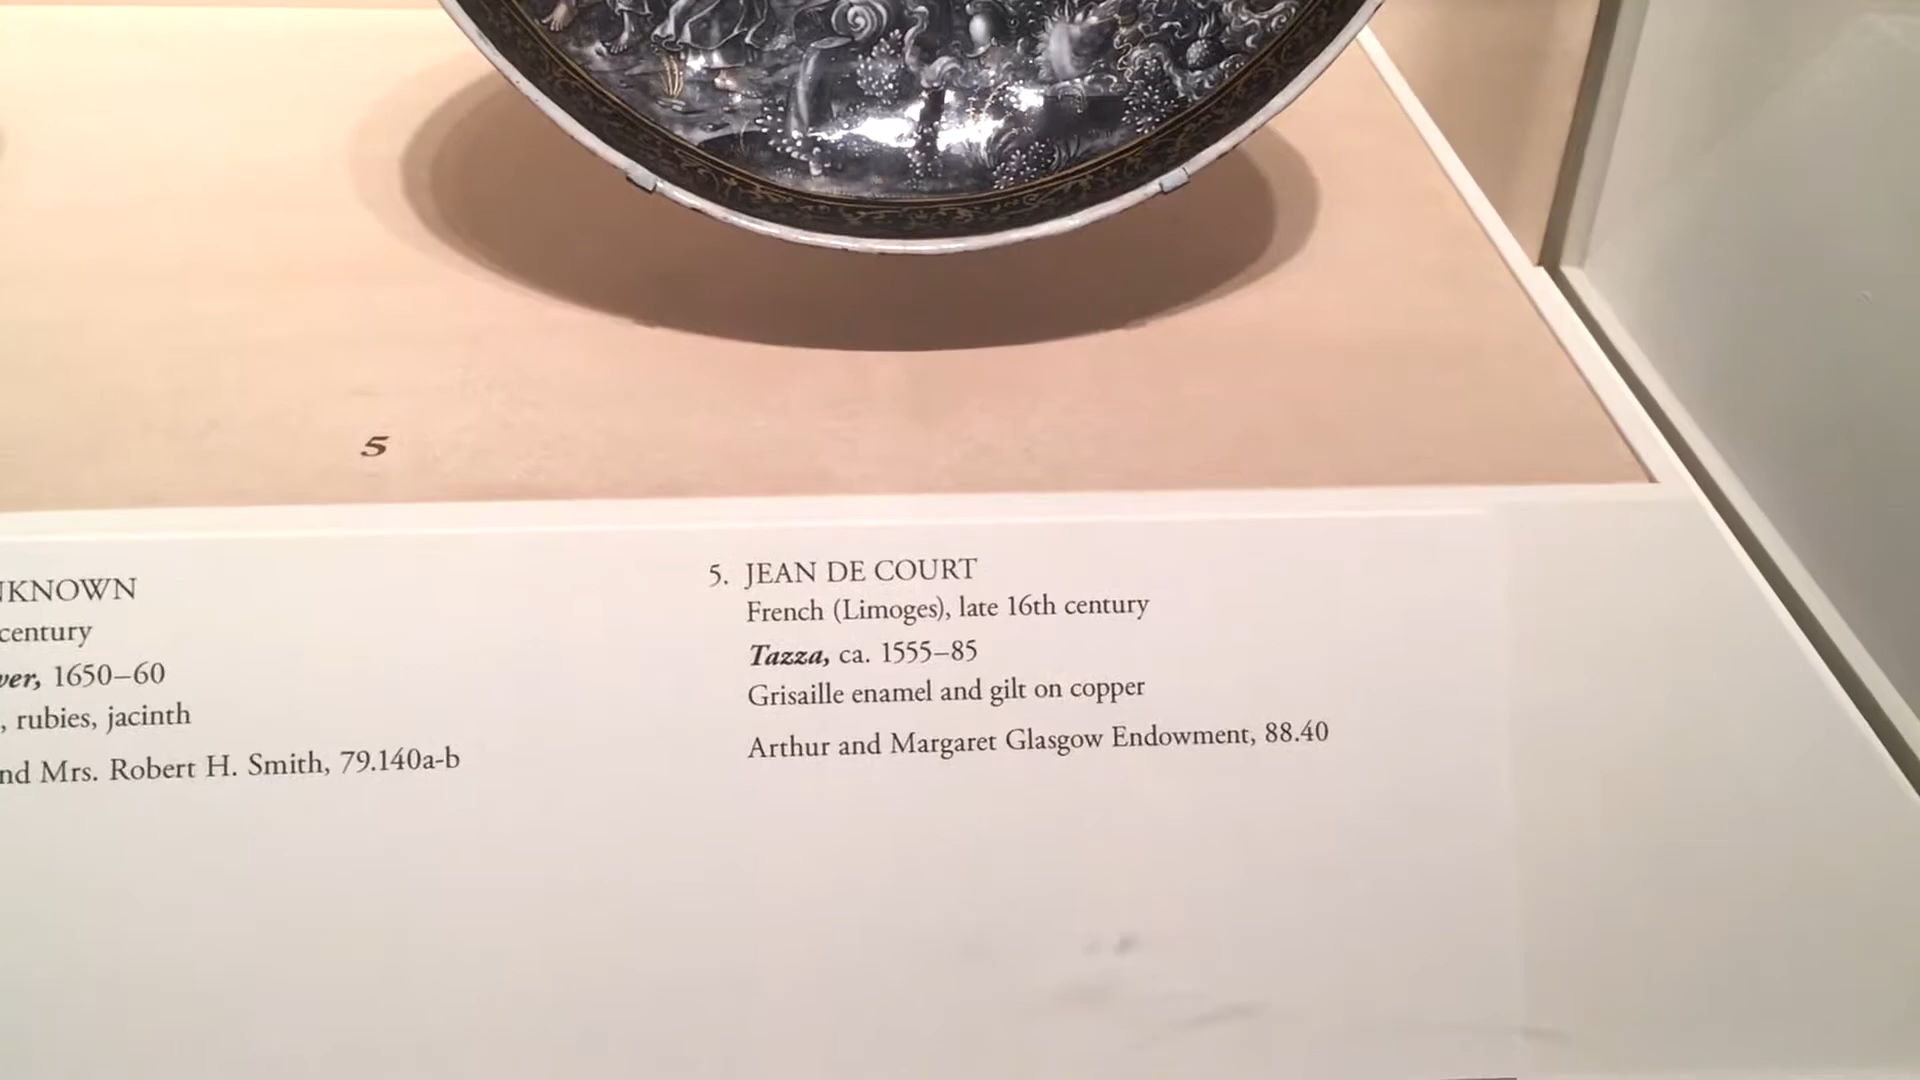 5
NKNOWN
century
ver, 1650–60
, rubies, jacinth
nd Mrs. Robert H. Smith, 79.140a-b
5. JEAN DE COURT
French (Limoges), late 16th century
Tazza, ca. 1555–85
Grisaille enamel and gilt on copper
Arthur and Margaret Glasgow Endowment, 88.40